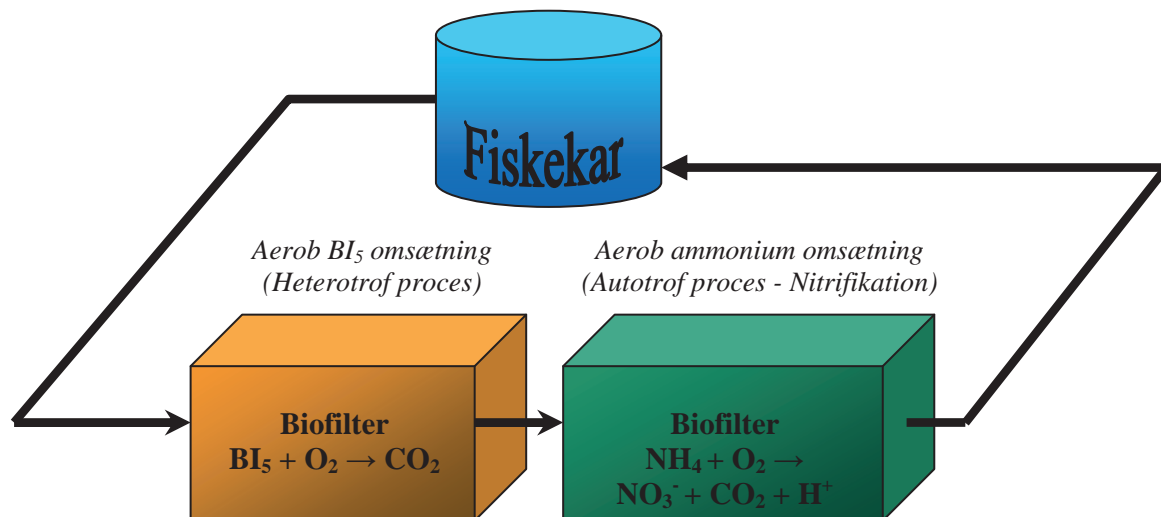 Fiskekar
Aerob BI₅ omsætning
(Heterotrof proces)
Aerob ammonium omsætning
(Autotrof proces - Nitrifikation)
Biofilter
BI₅ + O₂ → CO₂
Biofilter
NH₄ + O₂ →
NO₃⁻ + CO₂ + H⁺